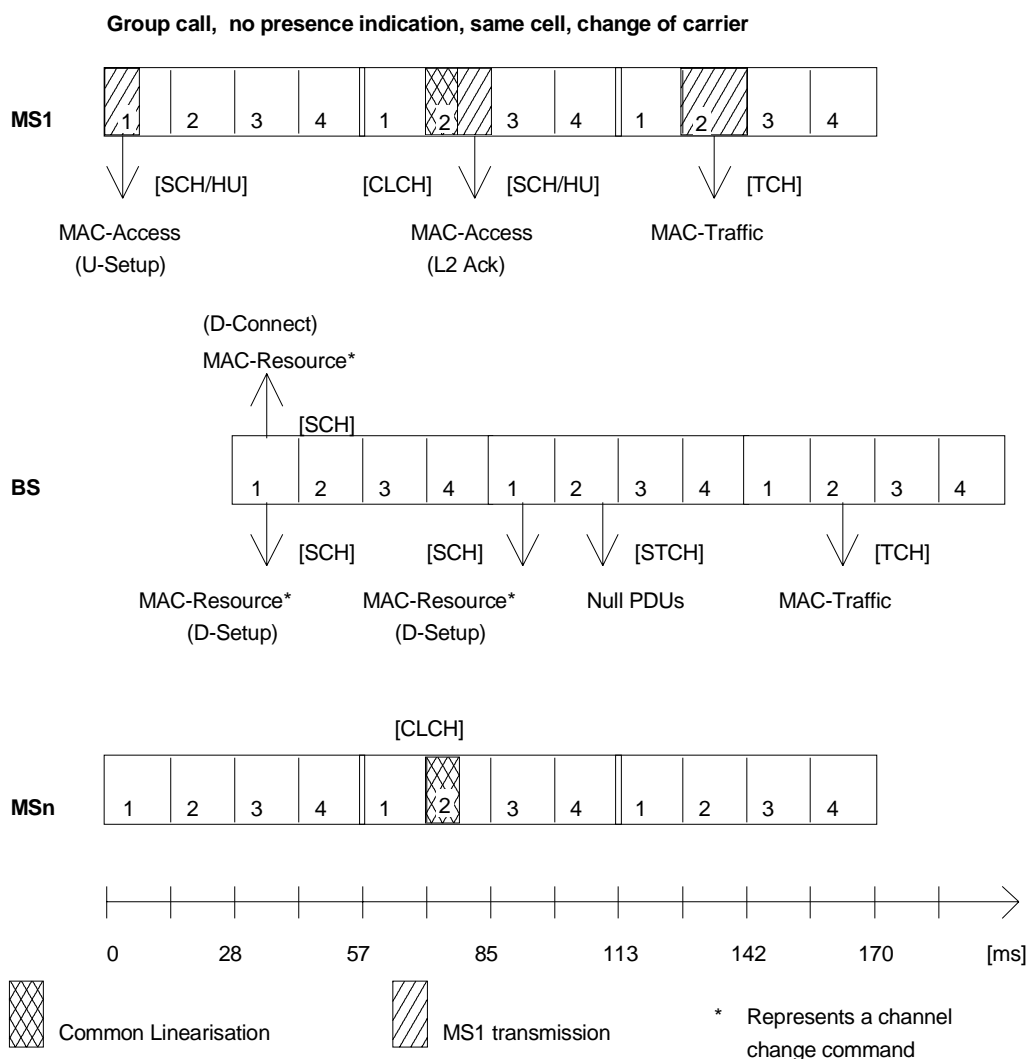 Group call, no presence indication, same cell, change of carrier
MS1
1 2 3 4 1 2 3 4 1 2 3 4
[SCH/HU] [CLCH] [SCH/HU] [TCH]
MAC-Access MAC-Access MAC-Traffic
(U-Setup) (L2 Ack)
(D-Connect)
MAC-Resource*
[SCH]
BS
1 2 3 4 1 2 3 4 1 2 3 4
[SCH] [SCH] [STCH] [TCH]
MAC-Resource* MAC-Resource* Null PDUs MAC-Traffic
(D-Setup) (D-Setup)
[CLCH]
MSn
1 2 3 4 1 2 3 4 1 2 3 4
0 28 57 85 113 142 170 [ms]
Common Linearisation MS1 transmission * Represents a channel
change command